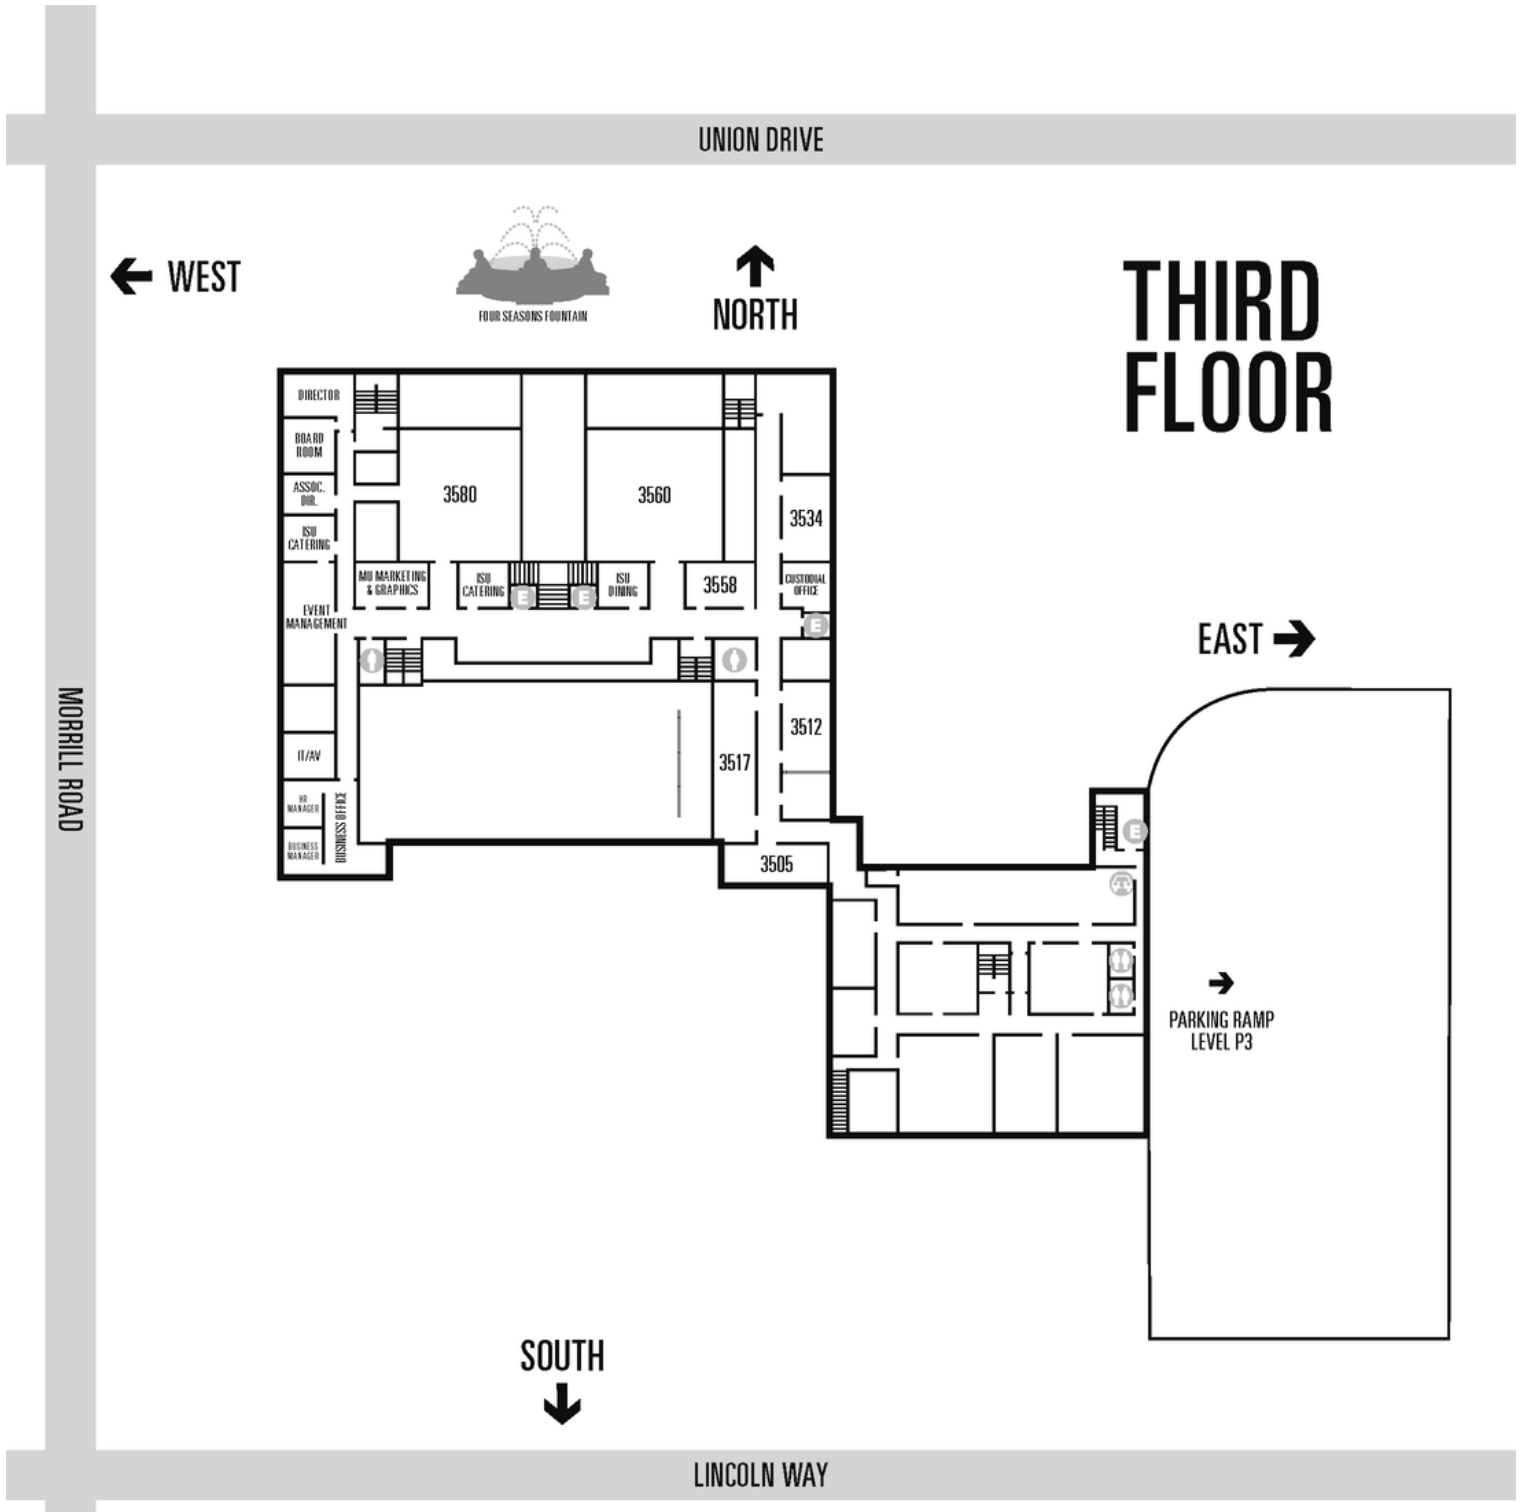 UNION DRIVE
WEST
FOUR SEASONS FOUNTAIN
NORTH
THIRD
FLOOR
DIRECTOR
BOARD
ROOM
ASSOC.
DIR.
ISU
CATERING
3580
3560
3534
MU MARKETING
& GRAPHICS
ISU
CATERING
ISU
DINING
3558
CUSTODIAL
OFFICE
E
E
E
EVENT
MANAGEMENT
EAST
MORRILL ROAD
IT/AV
3517
3512
HR
MANAGER
BUSINESS
MANAGER
BUSINESS OFFICE
3505
E
PARKING RAMP
LEVEL P3
SOUTH
LINCOLN WAY